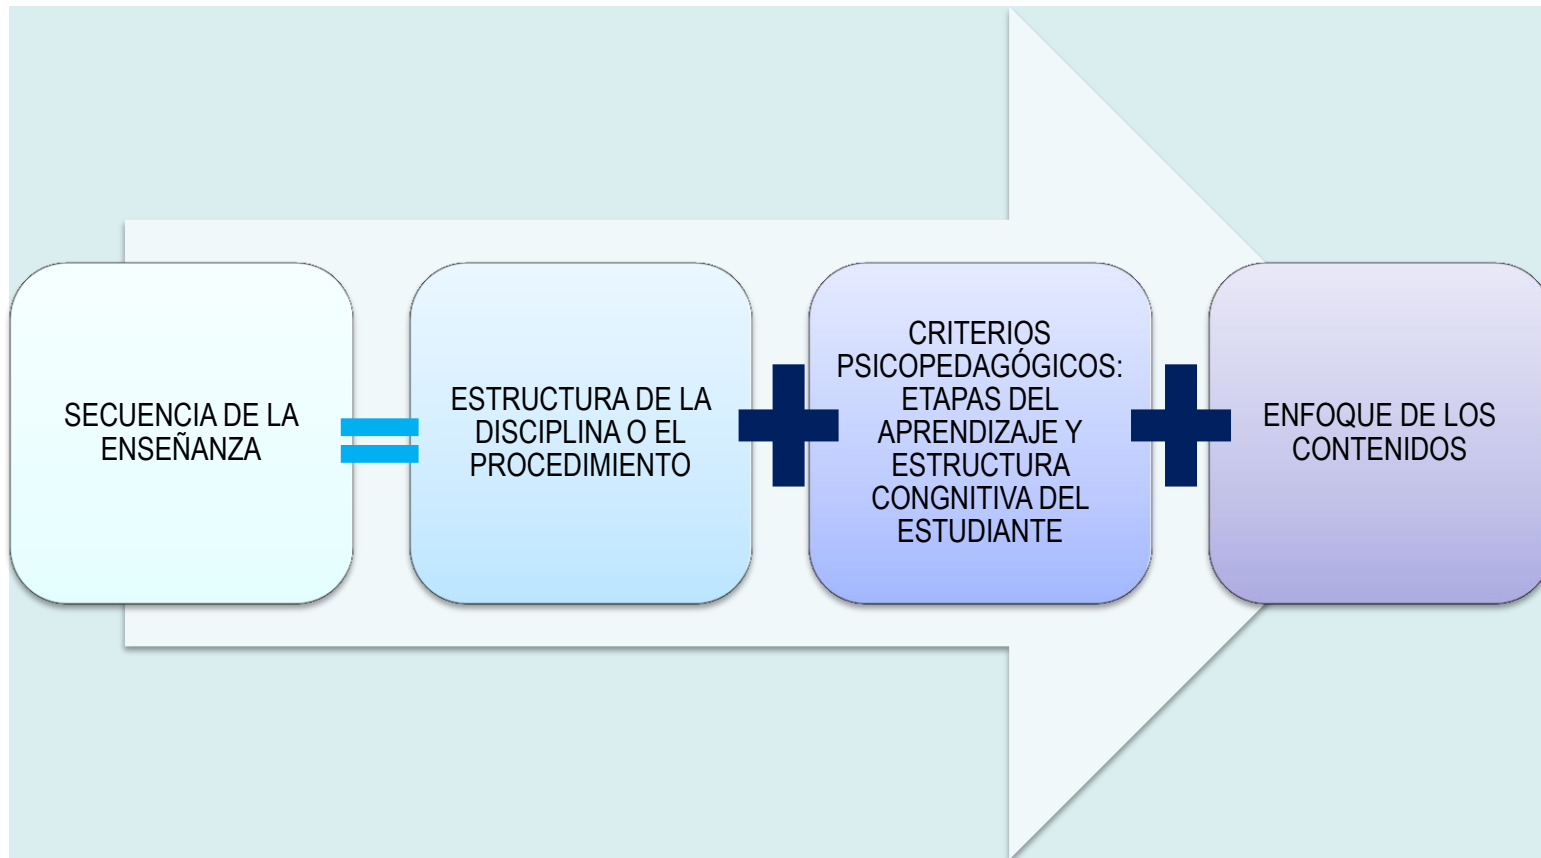 SECUENCIA DE LA
ENSEÑANZA
ESTRUCTURA DE LA
DISCIPLINA O EL
PROCEDIMIENTO
CRITERIOS
PSICOPEDAGÓGICOS:
ETAPAS DEL
APRENDIZAJE Y
ESTRUCTURA
CONGNITIVA DEL
ESTUDIANTE
ENFOQUE DE LOS
CONTENIDOS